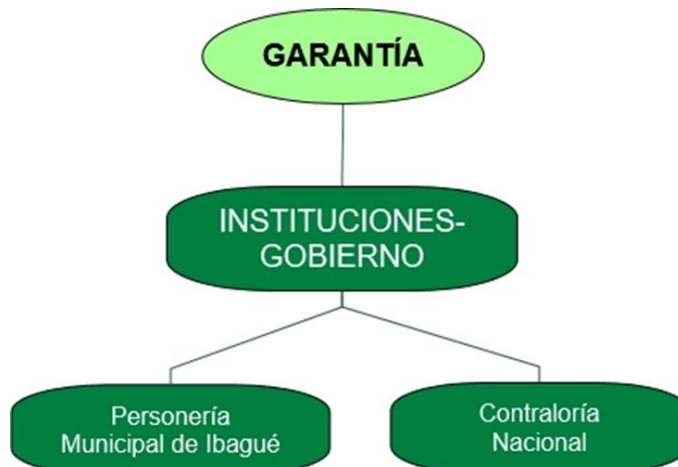 GARANTÍA
INSTITUCIONES-
GOBIERNO
Personería
Municipal de Ibagué
Contraloría
Nacional